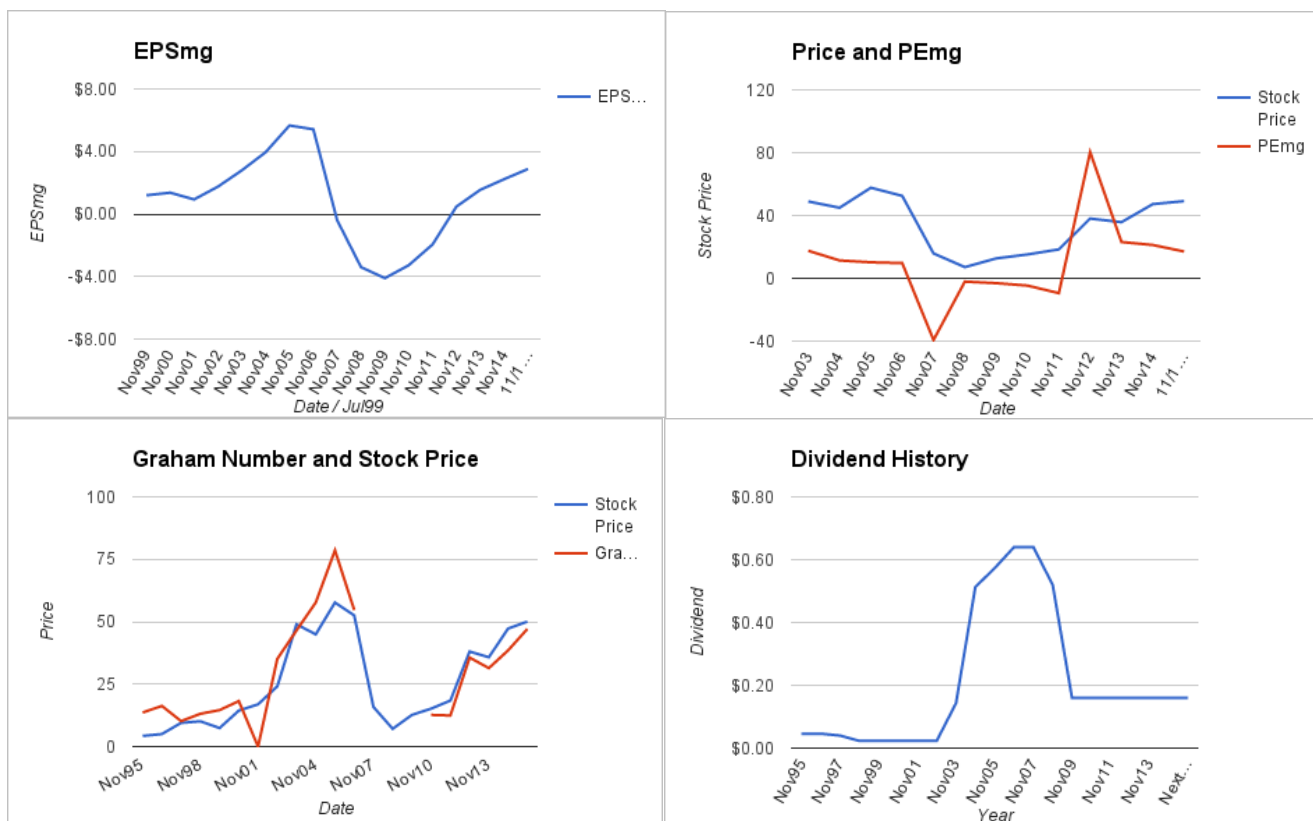 EPSmg
$8.00
$4.00
$0.00
-$4.00
-$8.00
EPSmg
EPS...
Nov99
Nov00
Nov01
Nov02
Nov03
Nov04
Nov05
Nov06
Nov07
Nov08
Nov09
Nov10
Nov11
Nov12
Nov13
Nov14
11/1...
Date / Jul99
Price and PEmg
120
80
40
0
-40
Stock Price
Stock
Price
PEmg
Nov03
Nov04
Nov05
Nov06
Nov07
Nov08
Nov09
Nov10
Nov11
Nov12
Nov13
Nov14
11/1...
Date
Graham Number and Stock Price
100
75
50
25
0
Price
Stock
Price
Gra...
Nov95
Nov98
Nov01
Nov04
Nov07
Nov10
Nov13
Date
Dividend History
$0.80
$0.60
$0.40
$0.20
$0.00
Dividend
Nov95
Nov97
Nov99
Nov01
Nov03
Nov05
Nov07
Nov09
Nov11
Nov13
Next...
Year